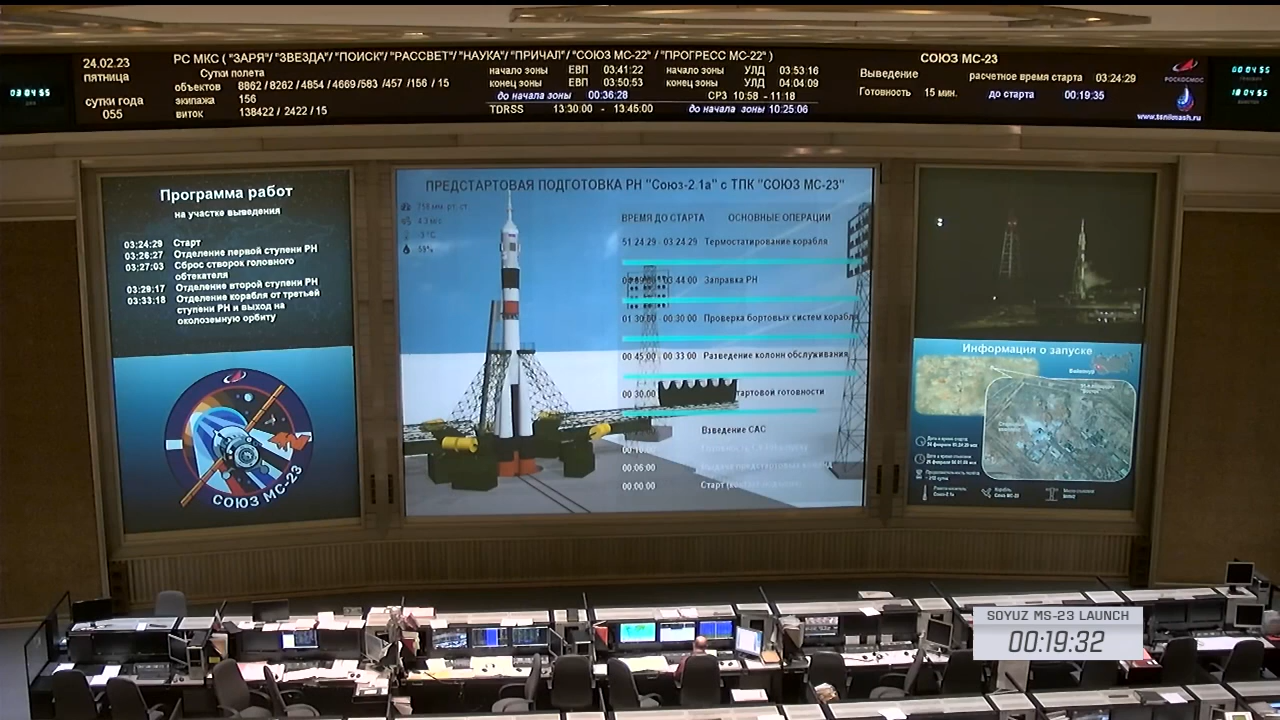 24.02.23
пятница
сутки года
055
РС МКС ( "ЗАРЯ"/ "ЗВЕЗДА"/ "ПОИСК"/ "РАССВЕТ"/ "НАУКА"/ "ПРИЧАЛ"/ "СОЮЗ МС-22" / "ПРОГРЕСС МС-22" )
Сутки полета
объектов 8862 / 8262 / 4854 / 4669 /583 / 457 /156 / 15
экипажа 156
виток 138422 / 2422 / 15
начало зоны ЕВП 03:41:22
конец зоны ЕВП 03:50:53
до начала зоны 00:36:28
TDRSS 13:30:00 - 13:45:00
начало зоны УЛД 03:53:16
конец зоны УЛД 04:04:09
СРЗ 10:58 - 11:18
до начала зоны 10:25:06
СОЮЗ МС-23
Выведение расчетное время старта 03:24:29
Готовность 15 мин. до старта 00:19:35
РОСКОСМОС
www.tsniimash.ru
Программа работ
на участке выведения
03:24:29 Старт
03:26:27 Отделение первой ступени РН
03:27:03 Сброс створок головного
обтекателя
03:29:17 Отделение второй ступени РН
03:33:18 Отделение корабля от третьей
ступени РН и выход на
околоземную орбиту
СОЮЗ МС-23
ПРЕДСТАРТОВАЯ ПОДГОТОВКА РН "Союз-2.1а" с ТПК "СОЮЗ МС-23"
ВРЕМЯ ДО СТАРТА ОСНОВНЫЕ ОПЕРАЦИИ
51:24:29 - 03:24:29 Термостатирование корабля
Заправка РН
01:30:00 - 00:30:00 Проверка бортовых систем корабля
00:45:00 - 00:33:00 Разведение колонн обслуживания
00:30:00 тартовой готовности
Взведение САС
00:06:00
00:00:00 Старт
Информация о запуске
Байконур
SOYUZ MS-23 LAUNCH
00:19:32